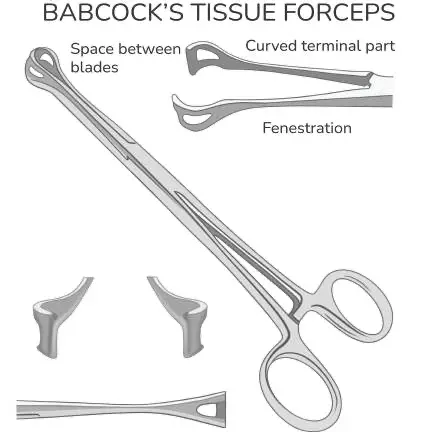 BABCOCK'S TISSUE FORCEPS
Space between
blades
Curved terminal part
Fenestration